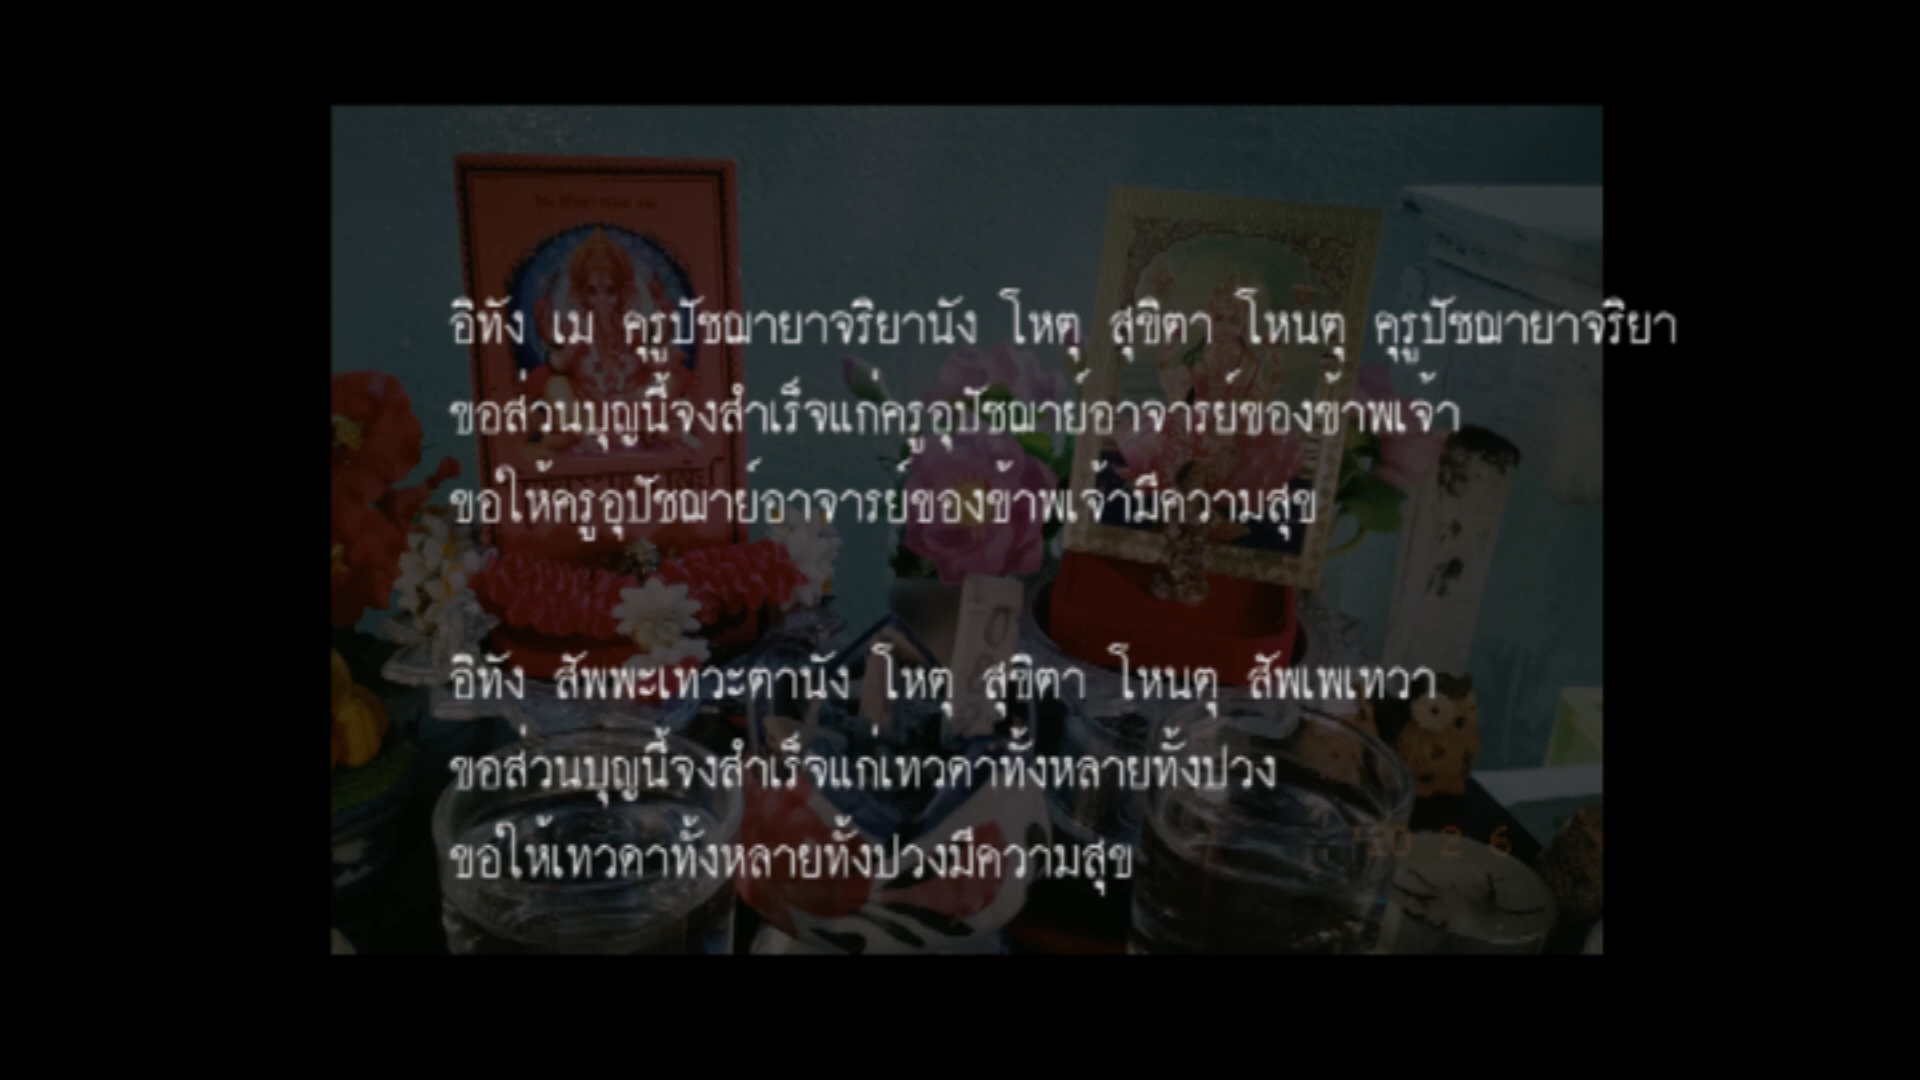 อิทัง เม คุรูปัชฌายาจริยานัง โหตุ สุขิตา โหนตุ คุรูปัชฌายาจริยา
ขอส่วนบุญนี้จงสำเร็จแก่ครูอุปัชฌาย์อาจารย์ของข้าพเจ้า
ขอให้ครูอุปัชฌาย์อาจารย์ของข้าพเจ้ามีความสุข
อิทัง สัพพะเทวะตานัง โหตุ สุขิตา โหนตุ สัพเพเทวา
ขอส่วนบุญนี้จงสำเร็จแก่เทวดาทั้งหลายทั้งปวง
ขอให้เทวดาทั้งหลายทั้งปวงมีความสุข